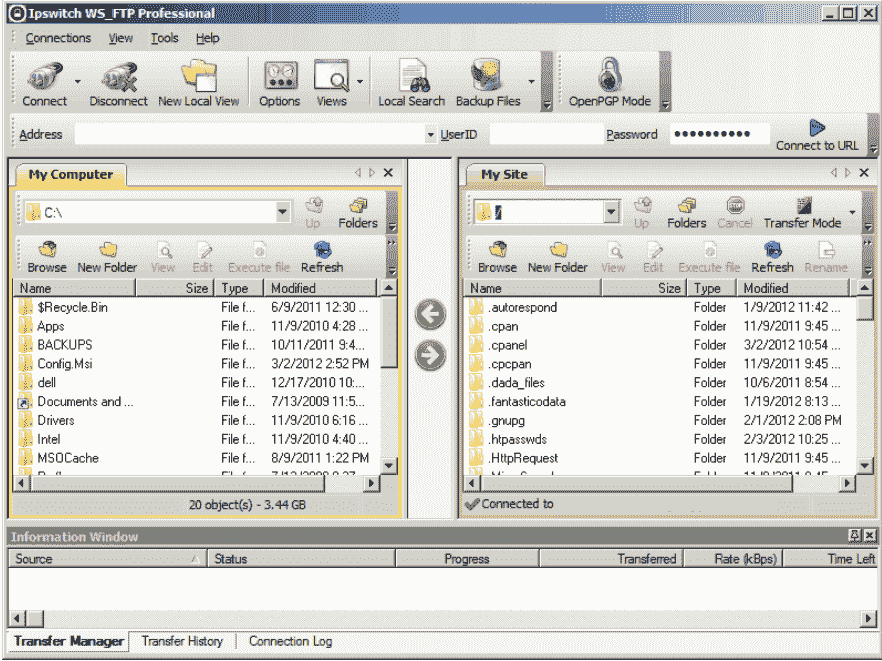 Ipswitch WS_FTP Professional
Connections View Tools Help
Connect Disconnect New Local View Options Views Local Search Backup Files OpenPGP Mode
Address UserID Password ●●●●●●●●●● Connect to URL
My Computer
C:\ Up Folders
Browse New Folder View Edit Execute file Refresh
Name Size Type Modified
$Recycle.Bin File f... 6/9/2011 12:30 ...
Apps File f... 11/9/2010 4:28 ...
BACKUPS File f... 10/11/2011 9:4...
Config.Msi File f... 3/2/2012 2:52 PM
dell File f... 12/17/2010 10:...
Documents and ... File f... 7/13/2009 11:5...
Drivers File f... 11/9/2010 6:16 ...
Intel File f... 11/9/2010 4:40 ...
MSOCache File f... 8/9/2011 1:22 PM
20 object(s) - 3.44 GB
My Site
/ Up Folders Cancel Transfer Mode
Browse New Folder View Edit Execute file Refresh Rename
Name Size Type Modified
.autorespond Folder 1/9/2012 11:42 ...
.cpan Folder 11/9/2011 9:45 ...
.cpanel Folder 3/2/2012 10:54 ...
.cpcpan Folder 11/9/2011 9:45 ...
.dada_files Folder 10/6/2011 8:54 ...
.fantasticodata Folder 1/19/2012 8:13 ...
.gnupg Folder 2/1/2012 2:08 PM
.htpasswds Folder 2/3/2012 10:25 ...
.HttpRequest Folder 11/9/2011 9:45 ...
Connected to
Information Window
Source Status Progress Transferred Rate (kBps) Time Left
Transfer Manager Transfer History Connection Log